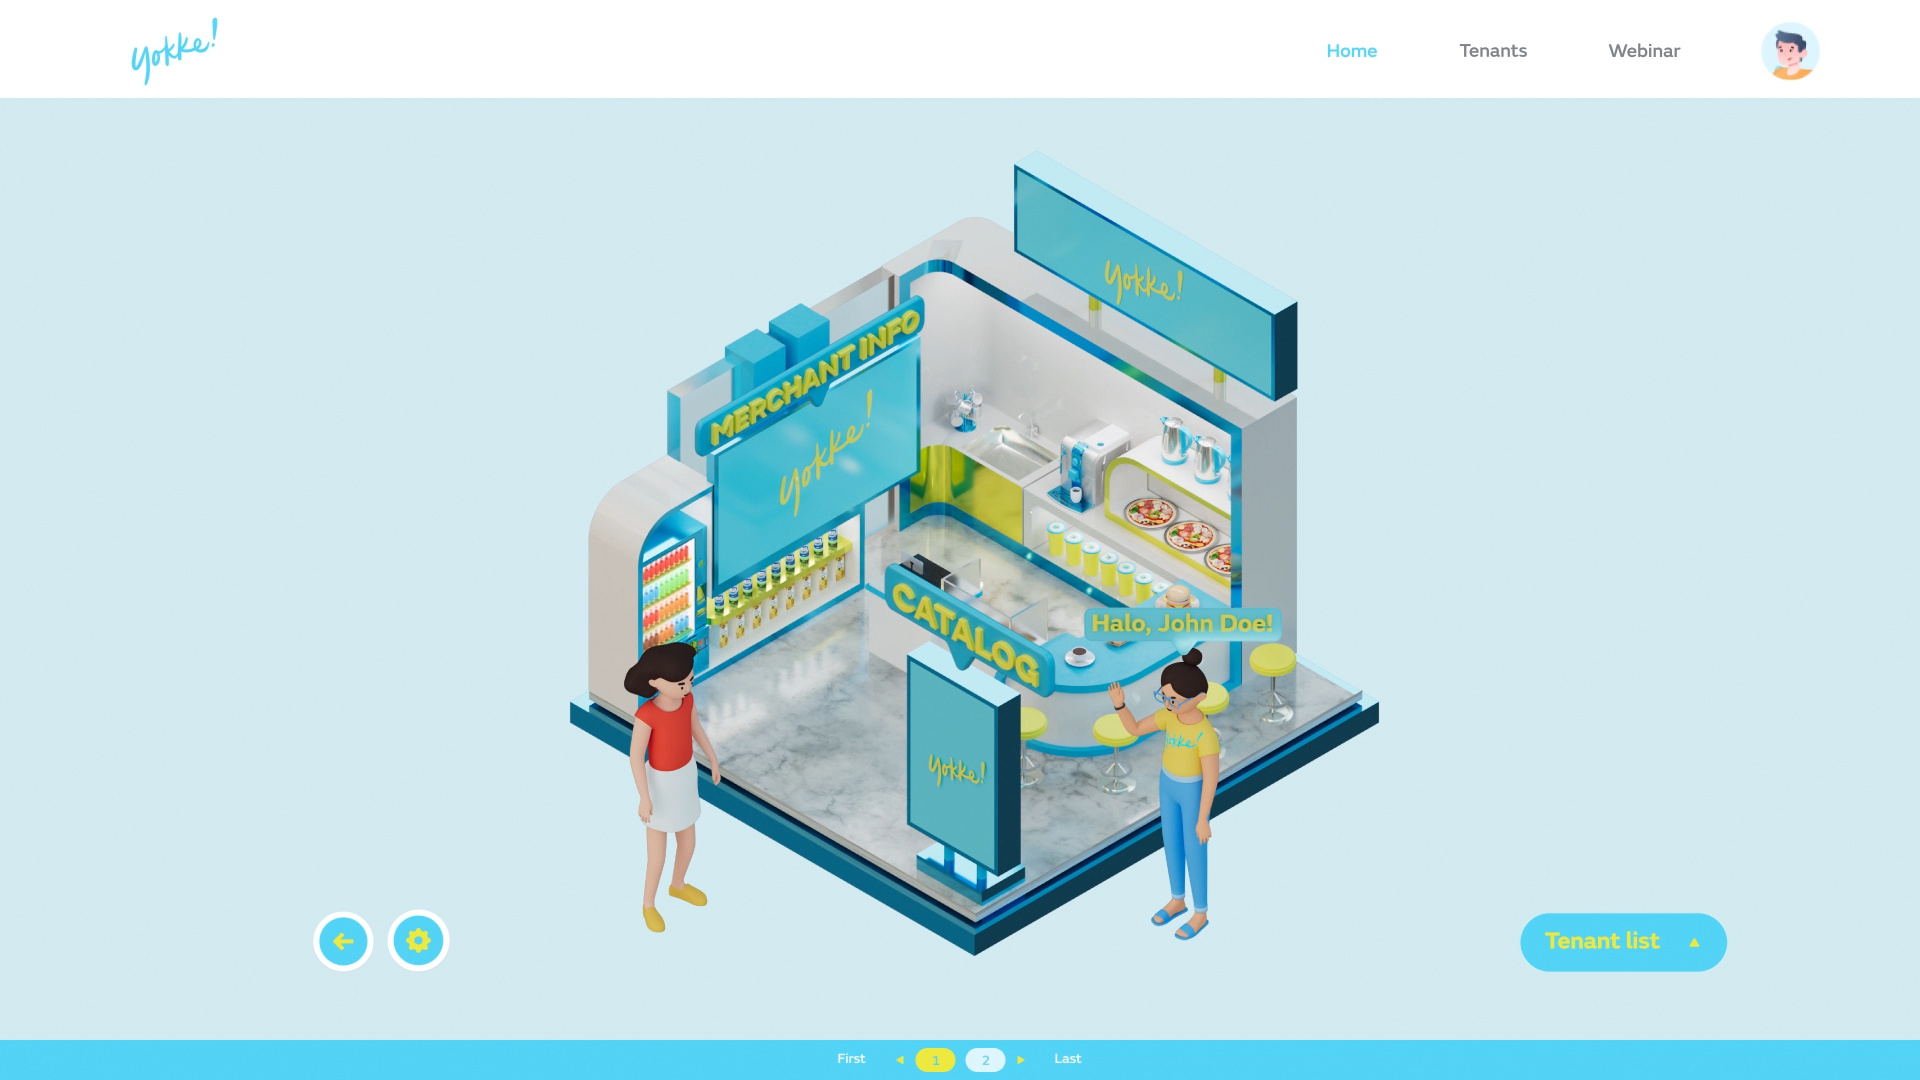 yokke!
Home
Tenants
Webinar
yokke!
MERCHANT INFO
yokke!
CATALOG
Halo, John Doe!
yokke!
yokke!
Tenant list
First
1
2
Last